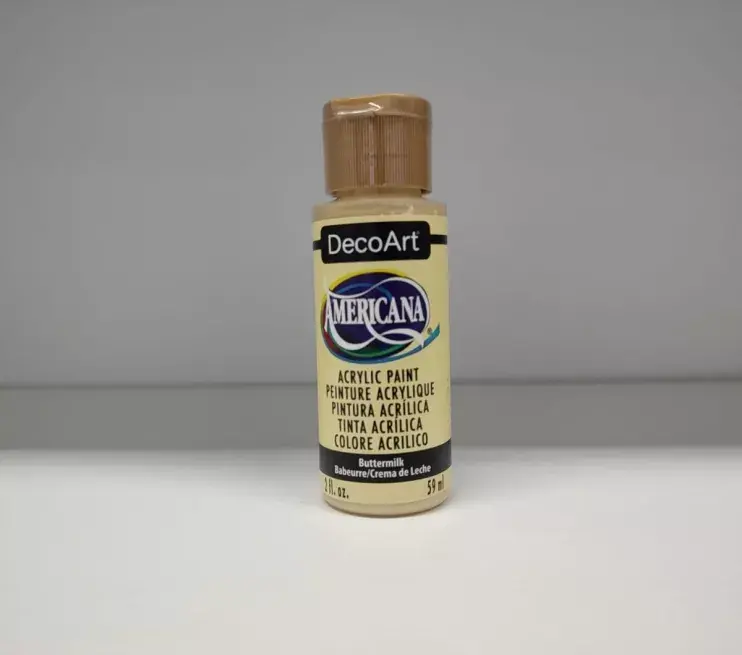 DecoArt
AMERICANA
ACRYLIC PAINT
PEINTURE ACRYLIQUE
PINTURA ACRÍLICA
TINTA ACRÍLICA
COLORE ACRILICO
Buttermilk
Babeurre/Crema de Leche
2 fl. oz. 59 ml